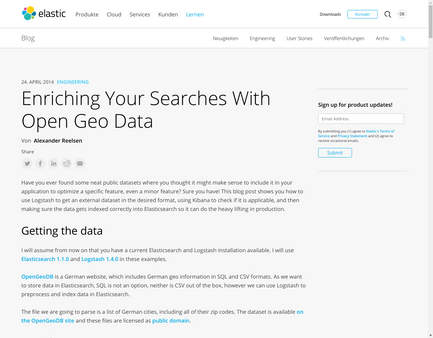 elastic Produkte Cloud Services Kunden Lernen Downloads Kontakt DE
Blog Neuigkeiten Engineering User Stories Veröffentlichungen Archiv
24. APRIL 2014 ENGINEERING
Enriching Your Searches With
Open Geo Data
Von Alexander Reelsen
Share
Have you ever found some neat public datasets where you thought it might make sense to include it in your
application to optimize a specific feature, even a minor feature? Sure you have! This blog post shows you how
to use Logstash to get an external dataset in the desired format, using Kibana to check if it is applicable, and then
making sure the data gets indexed correctly into Elasticsearch so it can do the heavy lifting in production.
Getting the data
I will assume from now on that you have a current Elasticsearch and Logstash installation available. I will use
Elasticsearch 1.1.0 and Logstash 1.4.0 in these examples.
OpenGeoDB is a German website, which includes German geo information in SQL and CSV formats. As we want
to store data in Elasticsearch, SQL is not an option, neither is CSV out of the box, however we can use Logstash to
preprocess and index data in Elasticsearch.
The file we are going to parse is a list of German cities, including all of their zip codes. The dataset is available on
the OpenGeoDB site and these files are licensed as public domain.
Sign up for product updates!
Email Address
By submitting you agree to Elastic's Terms of
Service and Privacy Statement and agree to
receive occasional emails.
Submit